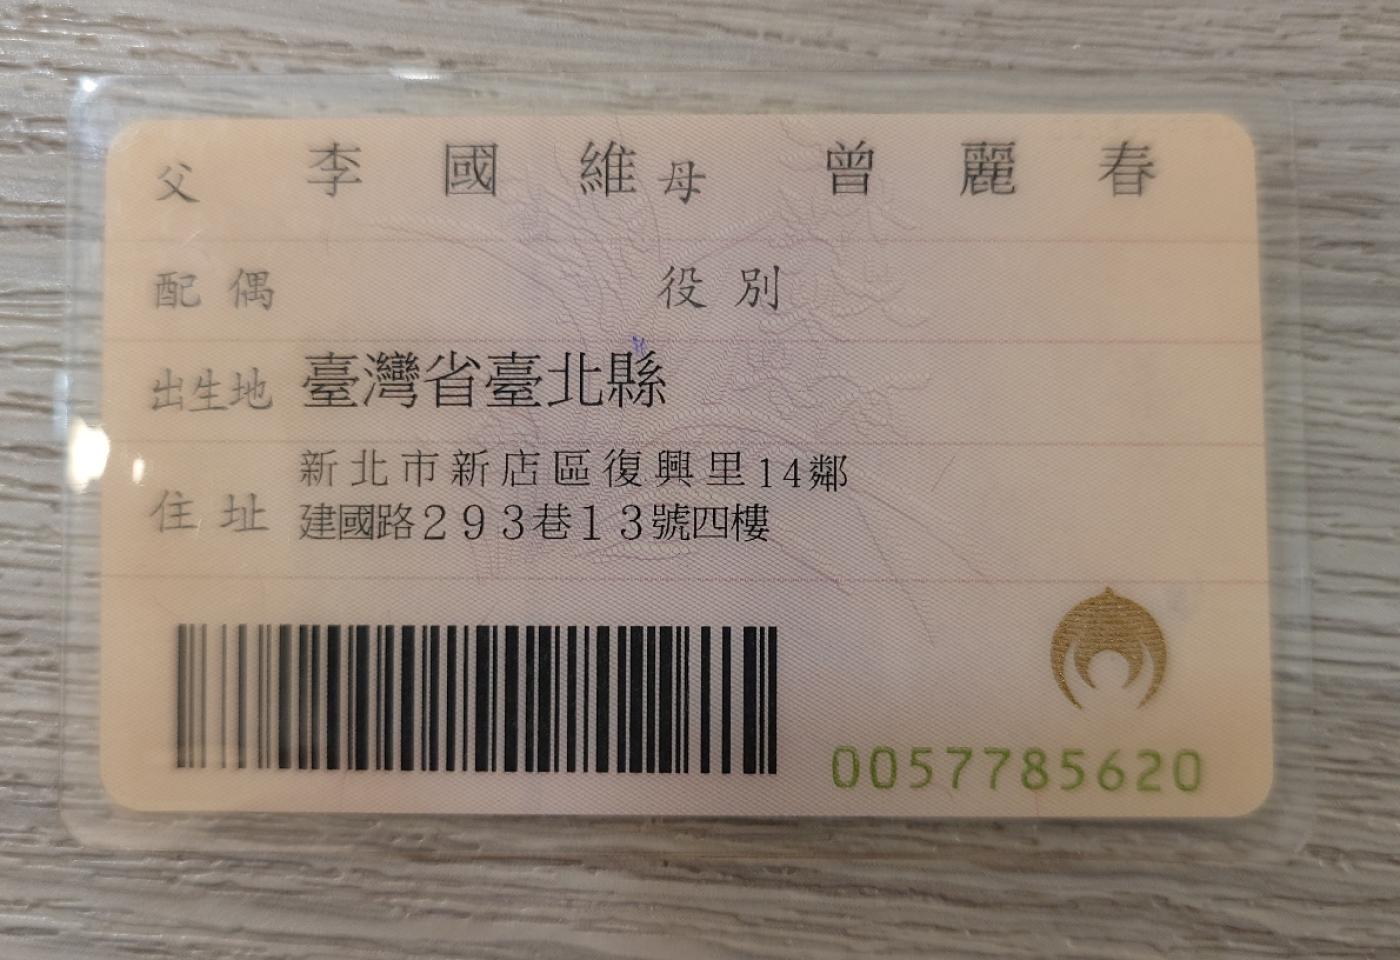 父 李國維 母 曾麗春
配偶 役別
出生地 臺灣省臺北縣
住址 新北市新店區復興里14鄰
建國路293巷13號四樓
0057785620